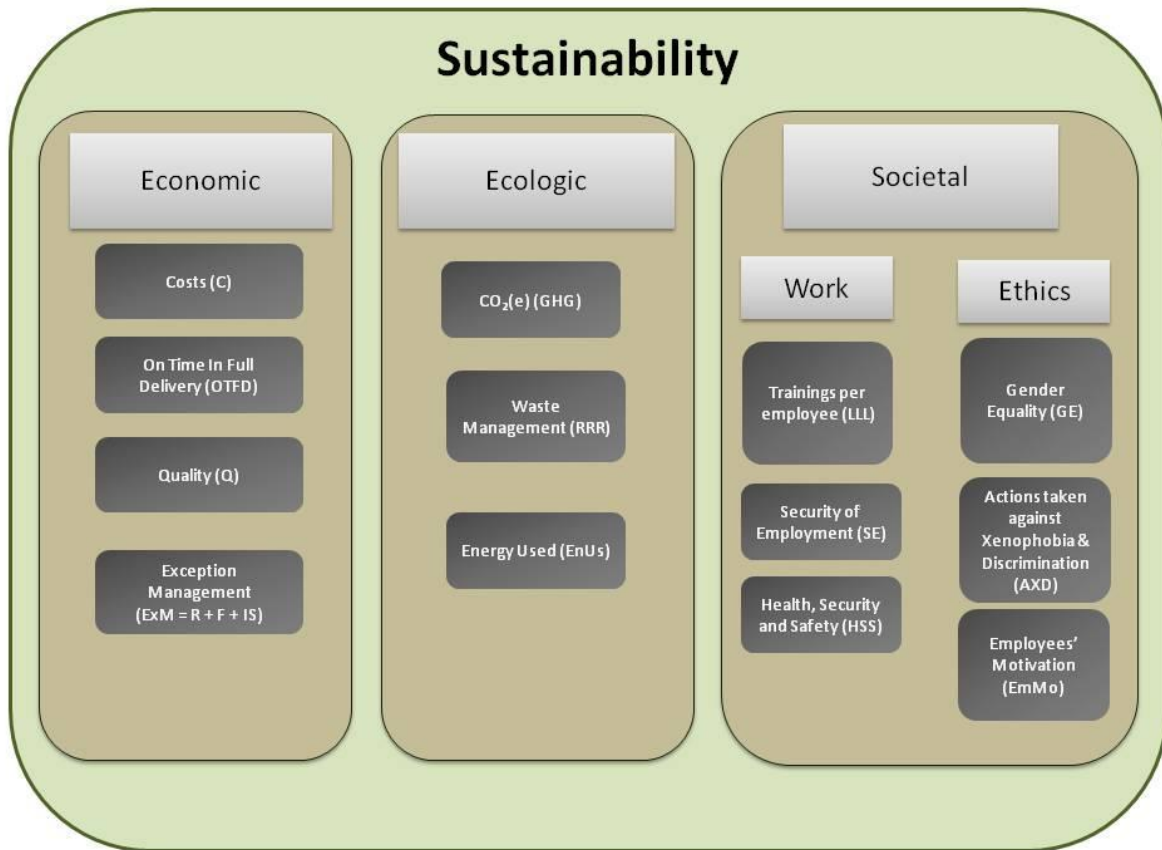 Sustainability
Economic
Costs (C)
On Time In Full
Delivery (OTFD)
Quality (Q)
Exception
Management
(ExM = R + F + IS)
Ecologic
CO₂(e) (GHG)
Waste
Management (RRR)
Energy Used (EnUs)
Societal
Work
Trainings per
employee (LLL)
Security of
Employment (SE)
Health, Security
and Safety (HSS)
Ethics
Gender
Equality (GE)
Actions taken
against
Xenophobia &
Discrimination
(AXD)
Employees’
Motivation
(EmMo)